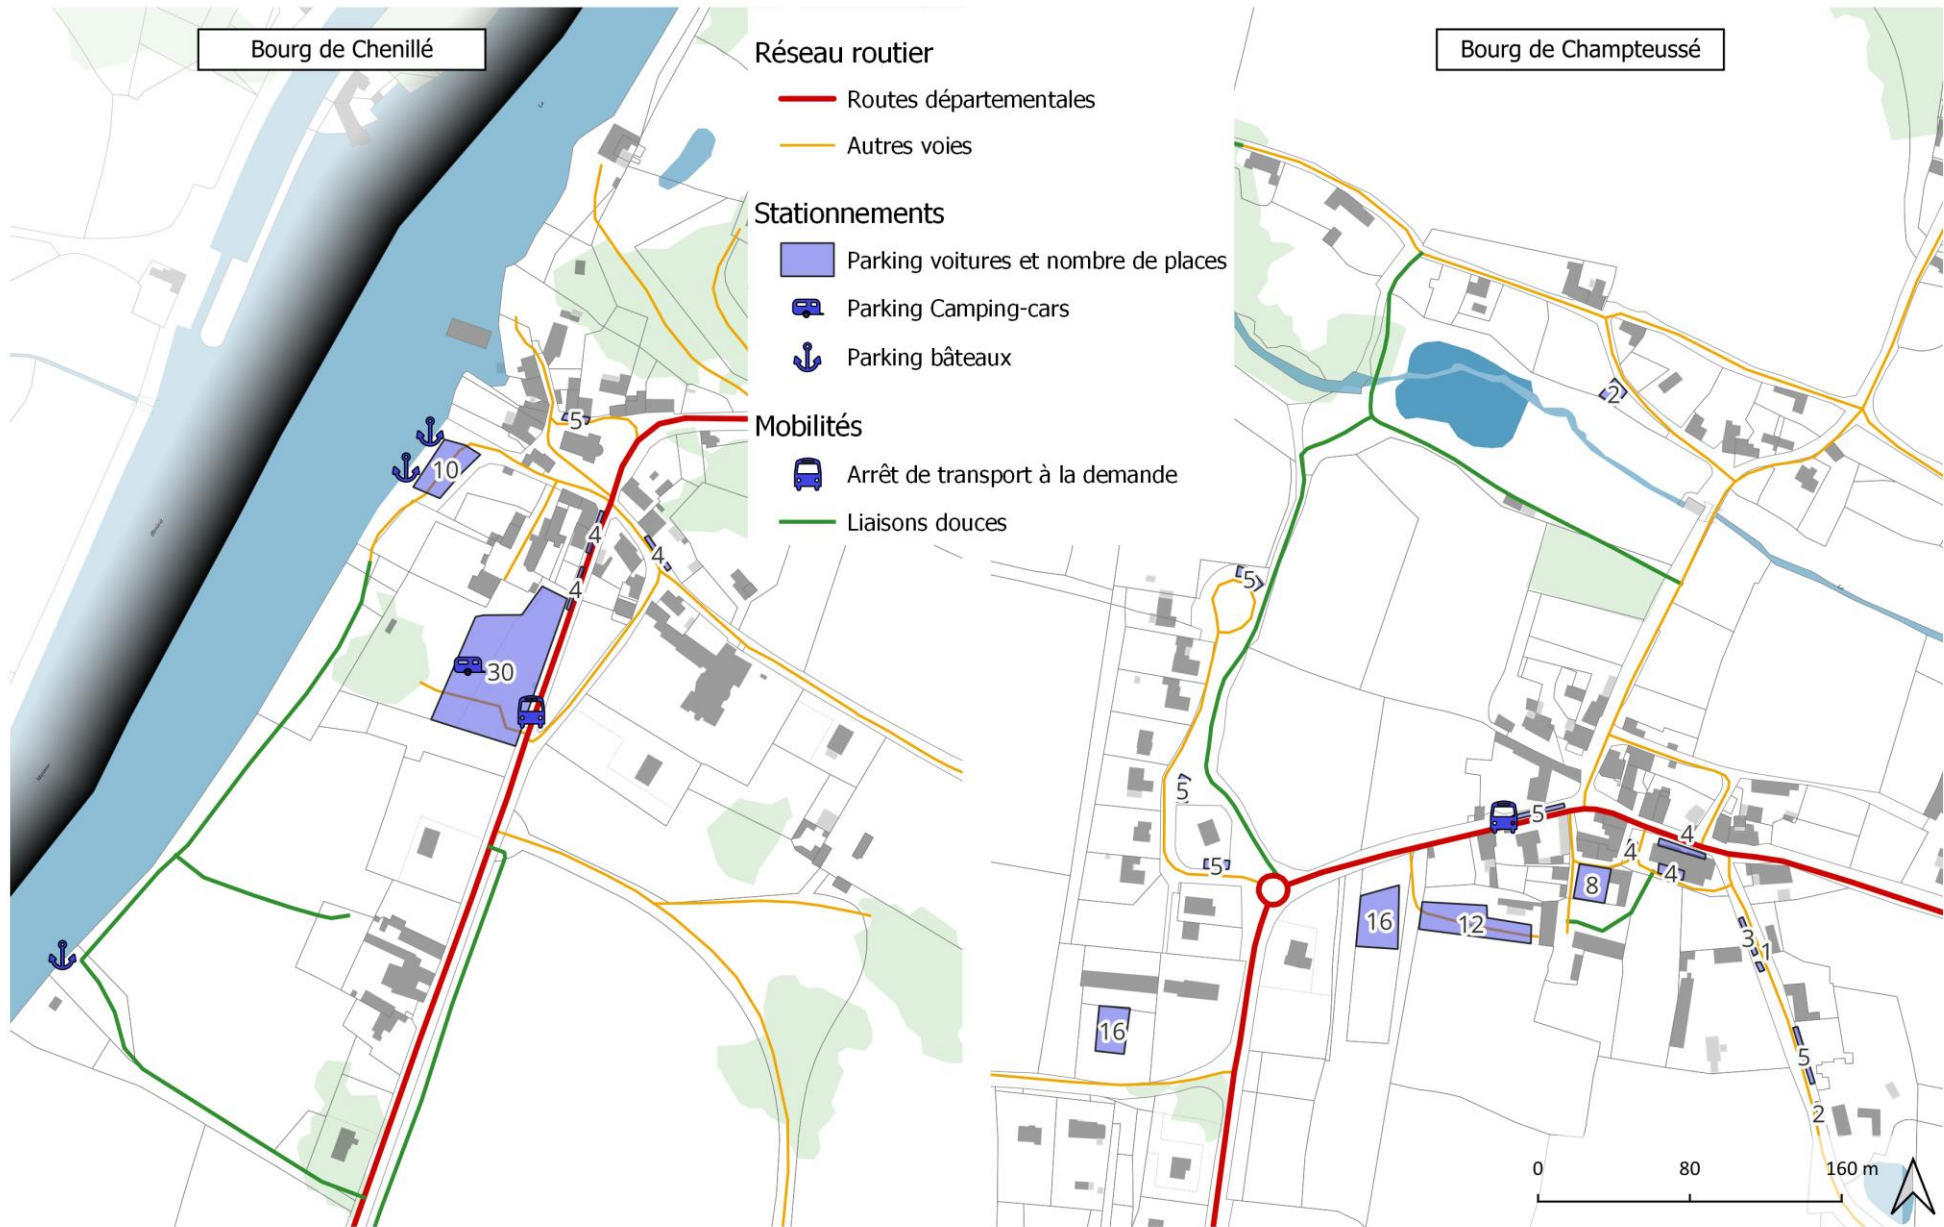 Bourg de Chenillé
Réseau routier
Routes départementales
Autres voies
Stationnements
Parking voitures et nombre de places
Parking Camping-cars
Parking bâteaux
Mobilités
Arrêt de transport à la demande
Liaisons douces
Bourg de Champteussé
5
10
4
4
4
30
2
5
5
5
5
4
4
4
8
16
12
3
1
16
5
2
0 80 160 m